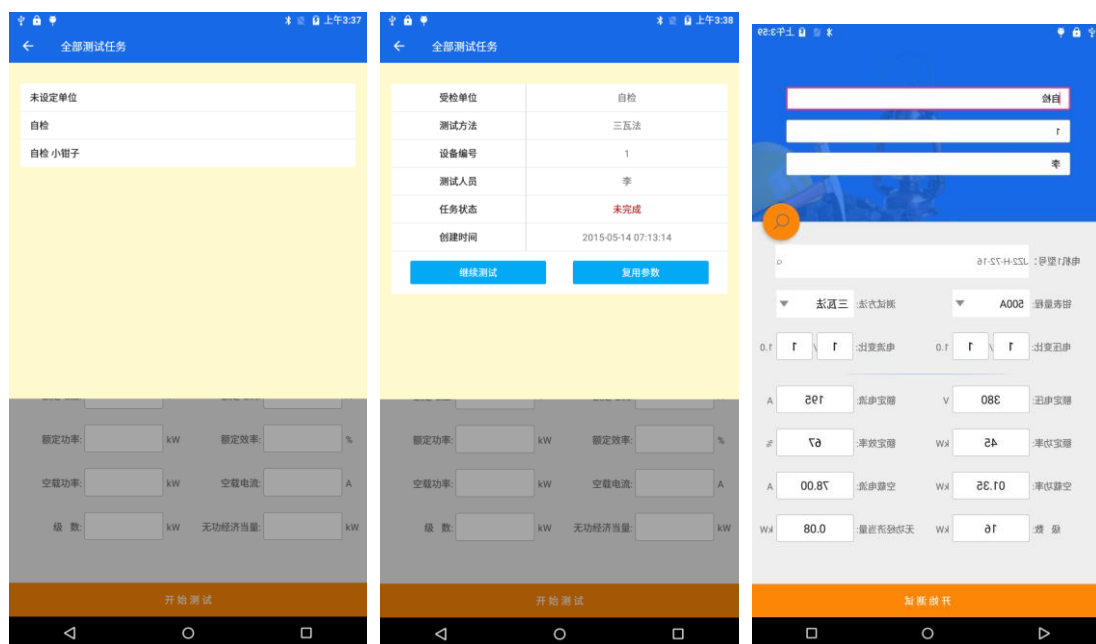 上午3:37
全部测试任务
未设定单位
自检
自检 小钳子
额定功率: kW 额定效率: %
空载功率: kW 空载电流: A
级 数: kW 无功经济当量: kW
开始测试
上午3:38
全部测试任务
受检单位 自检
测试方法 三瓦法
设备编号 1
测试人员 李
任务状态 未完成
创建时间 2015-05-14 07:13:14
继续测试 复用参数
额定功率: kW 额定效率: %
空载功率: kW 空载电流: A
级 数: kW 无功经济当量: kW
开始测试
上午3:59
自检
1
李
电机1型号: JZ2-H-72-16
钳表量程: 500A 测试方法: 三瓦法
电压变比: 1 / 1 1.0 电流变比: 1 / 1 1.0
额定电压: 380 V 额定电流: 195 A
额定功率: 45 kW 额定效率: 76 %
空载功率: 01.35 kW 空载电流: 78.00 A
级 数: 16 kW 无功经济当量: 0.08 kW
开始测试